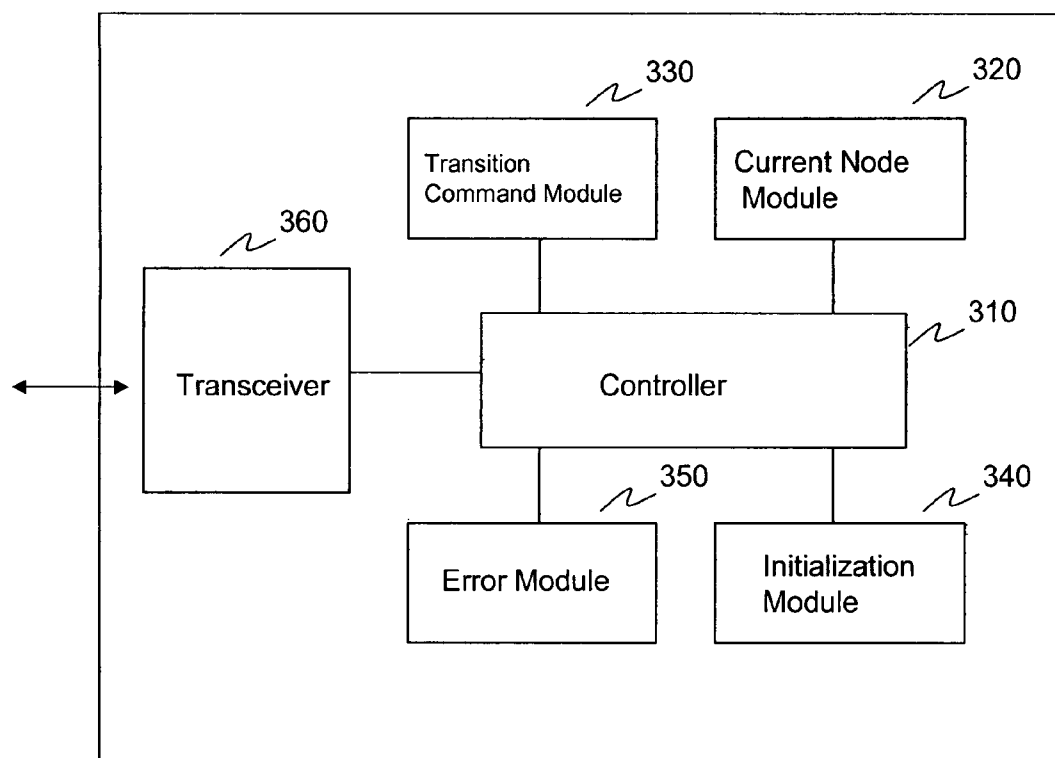 330
320
Transition
Command Module
Current Node
Module
360
310
Transceiver
Controller
350
340
Error Module
Initialization
Module